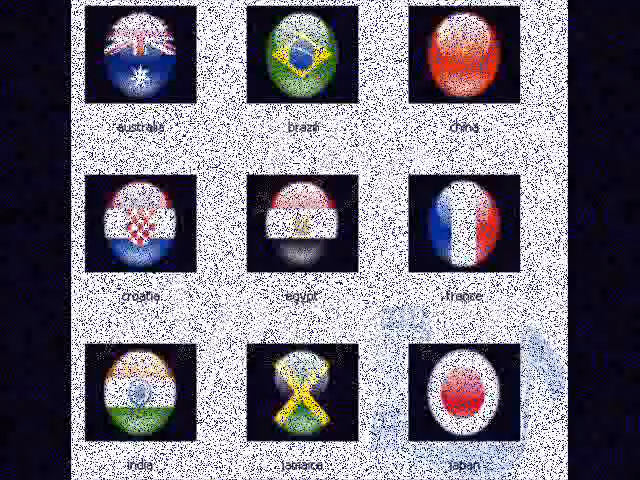 australia
brazil
china
croatia
egypt
france
india
jamaica
japan